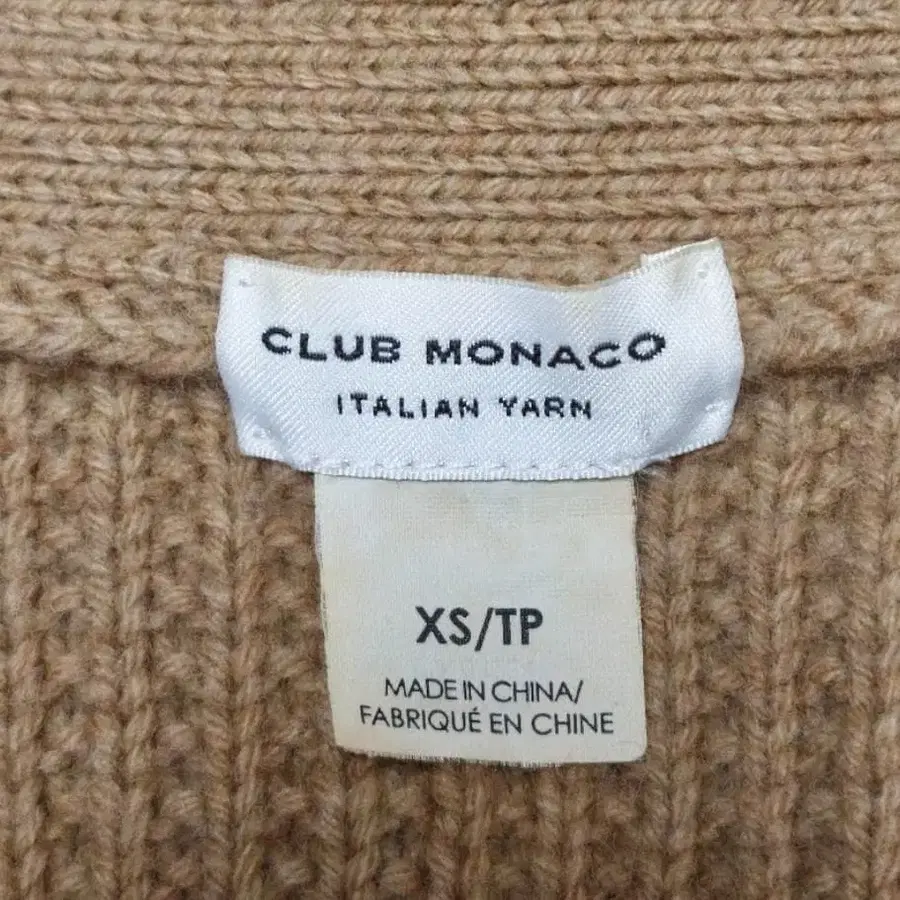 CLUB MONACO
ITALIAN YARN
XS/TP
MADE IN CHINA/
FABRIQUÉ EN CHINE